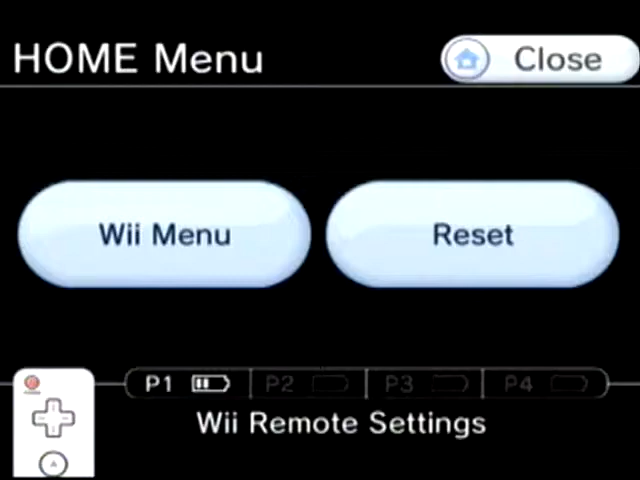 HOME Menu
Close
Wii Menu
Reset
P1 P2 P3 P4
Wii Remote Settings